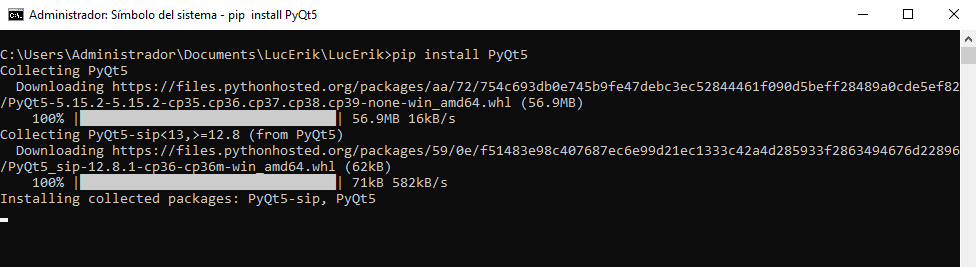 Administrador: Símbolo del sistema - pip  install PyQt5
C:\Users\Administrador\Documents\LucErik\LucErik>pip install PyQt5
Collecting PyQt5
  Downloading https://files.pythonhosted.org/packages/aa/72/754c693db0e745b9fe47debc3ec52844461f090d5beff28489a0cde5ef82
/PyQt5-5.15.2-5.15.2-cp35.cp36.cp37.cp38.cp39-none-win_amd64.whl (56.9MB)
    100% |████████████████████████████████| 56.9MB 16kB/s
Collecting PyQt5-sip<13,>=12.8 (from PyQt5)
  Downloading https://files.pythonhosted.org/packages/59/0e/f51483e98c407687ec6e99d21ec1333c42a4d285933f2863494676d22896
/PyQt5_sip-12.8.1-cp36-cp36m-win_amd64.whl (62kB)
    100% |████████████████████████████████| 71kB 582kB/s
Installing collected packages: PyQt5-sip, PyQt5